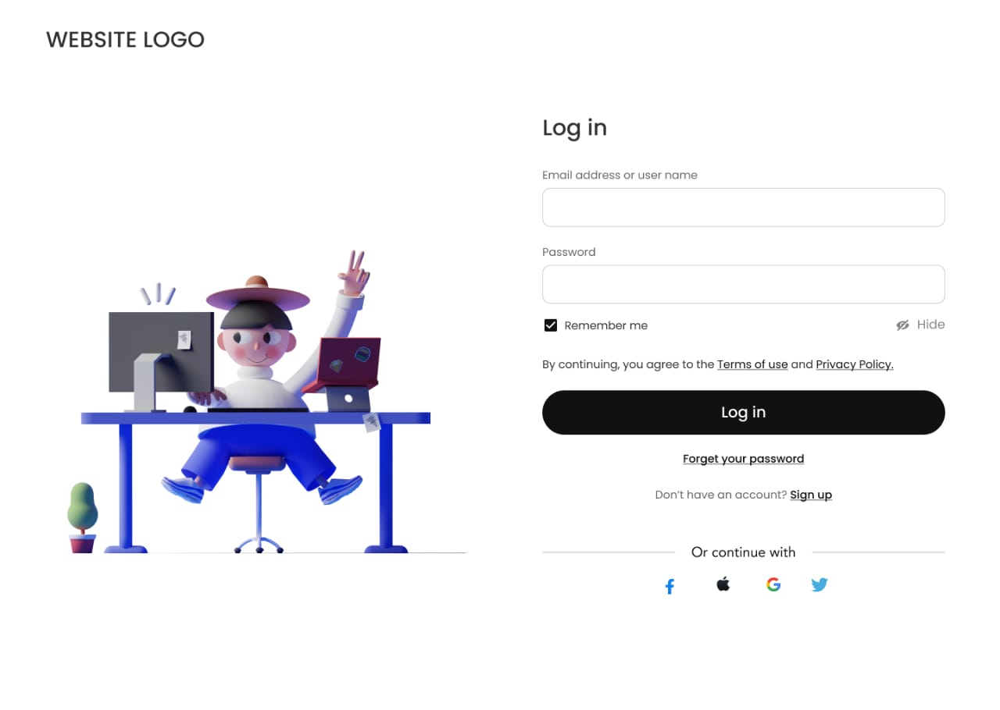 WEBSITE LOGO
Log in
Email address or user name
Password
Remember me
Hide
By continuing, you agree to the Terms of use and Privacy Policy.
Log in
Forget your password
Don't have an account? Sign up
Or continue with